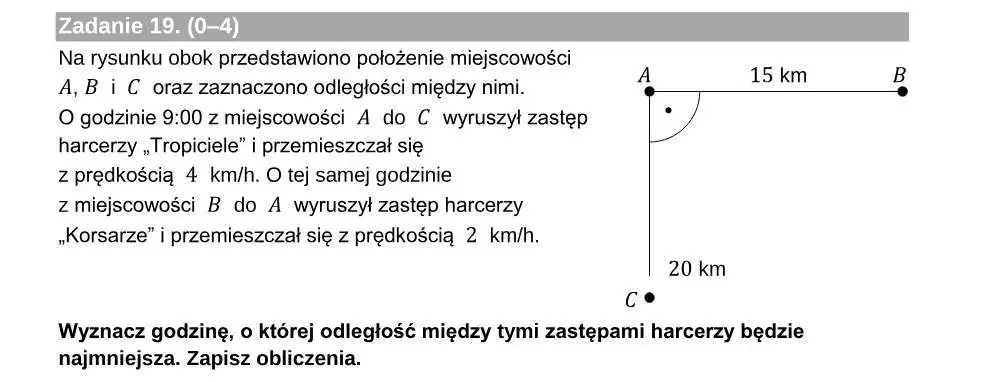 Zadanie 19. (0–4)
Na rysunku obok przedstawiono położenie miejscowości
A, B i C oraz zaznaczono odległości między nimi.
O godzinie 9:00 z miejscowości A do C wyruszył zastęp
harcerzy „Tropiciele” i przemieszczał się
z prędkością 4 km/h. O tej samej godzinie
z miejscowości B do A wyruszył zastęp harcerzy
„Korsarze” i przemieszczał się z prędkością 2 km/h.
A 15 km B
20 km
C
Wyznacz godzinę, o której odległość między tymi zastępami harcerzy będzie
najmniejsza. Zapisz obliczenia.